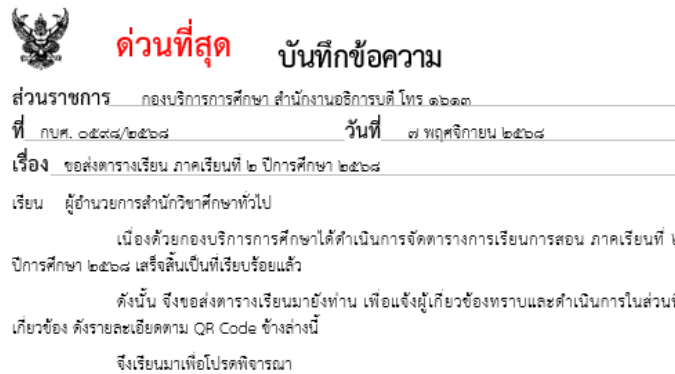 ด่วนที่สุด บันทึกข้อความ
ส่วนราชการ กองบริการการศึกษา สำนักงานอธิการบดี โทร ๑๖๑๓
ที่ กบศ. ๐๕๙๘/๒๕๖๘ วันที่ ๗ พฤศจิกายน ๒๕๖๘
เรื่อง ขอส่งตารางเรียน ภาคเรียนที่ ๒ ปีการศึกษา ๒๕๖๘
เรียน ผู้อำนวยการสำนักวิชาศึกษาทั่วไป
เนื่องด้วยกองบริการการศึกษาได้ดำเนินการจัดตารางการเรียนการสอน ภาคเรียนที่ ๒
ปีการศึกษา ๒๕๖๘ เสร็จสิ้นเป็นที่เรียบร้อยแล้ว
ดังนั้น จึงขอส่งตารางเรียนมายังท่าน เพื่อแจ้งผู้เกี่ยวข้องทราบและดำเนินการในส่วนที่
เกี่ยวข้อง ดังรายละเอียดตาม QR Code ข้างล่างนี้
จึงเรียนมาเพื่อโปรดพิจารณา